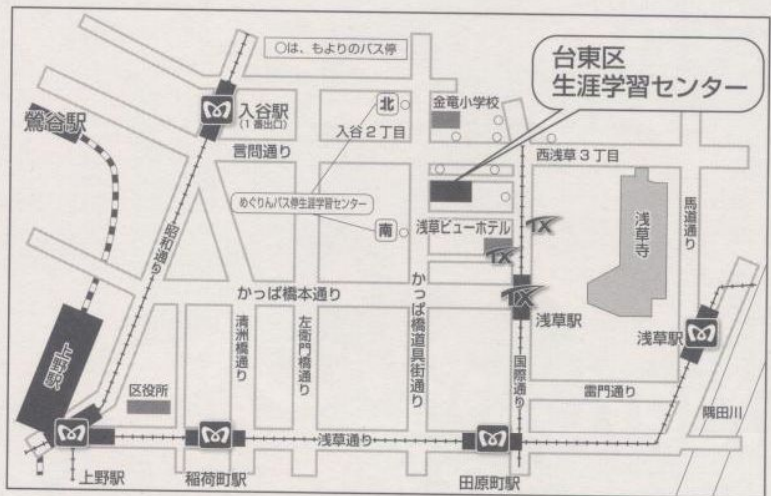 ○は、もよりのバス停
台東区
生涯学習センター
北
金竜小学校
入谷駅
(1番出口)
鶯谷駅
入谷2丁目
言問通り
西浅草3丁目
めぐりんバス停生涯学習センター
馬道通り
浅草寺
南
浅草ビューホテル
TX
TX
昭和通り
かっぱ橋本通り
TX
浅草駅
浅草駅
清洲橋通り
左衛門橋通り
かっぱ橋道具街通り
国際通り
上野駅
区役所
雷門通り
隅田川
浅草通り
上野駅
稲荷町駅
田原町駅